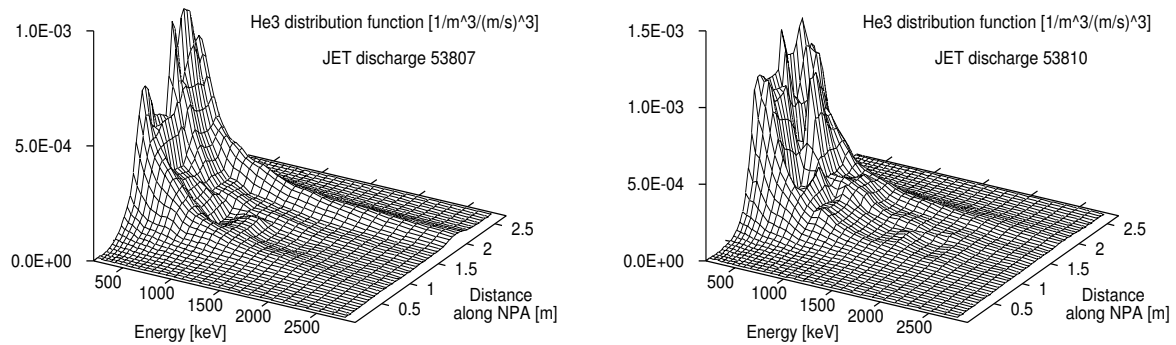 He3 distribution function [1/m^3/(m/s)^3]
JET discharge 53807
1.0E-03
5.0E-04
0.0E+00
500
1000
1500
2000
2500
Energy [keV]
0.5
1
1.5
2
2.5
Distance
along NPA [m]
He3 distribution function [1/m^3/(m/s)^3]
JET discharge 53810
1.5E-03
1.0E-03
5.0E-04
0.0E+00
500
1000
1500
2000
2500
Energy [keV]
0.5
1
1.5
2
2.5
Distance
along NPA [m]